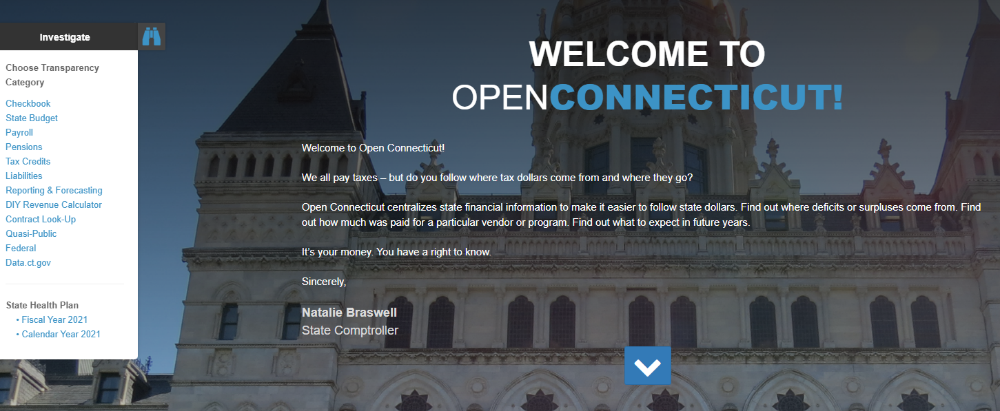 Investigate
Choose Transparency
Category
Checkbook
State Budget
Payroll
Pensions
Tax Credits
Liabilities
Reporting & Forecasting
DIY Revenue Calculator
Contract Look-Up
Quasi-Public
Federal
Data.ct.gov
State Health Plan
• Fiscal Year 2021
• Calendar Year 2021
WELCOME TO
OPENCONNECTICUT!
Welcome to Open Connecticut!
We all pay taxes – but do you follow where tax dollars come from and where they go?
Open Connecticut centralizes state financial information to make it easier to follow state dollars. Find out where deficits or surpluses come from. Find
out how much was paid for a particular vendor or program. Find out what to expect in future years.
It's your money. You have a right to know.
Sincerely,
Natalie Braswell
State Comptroller